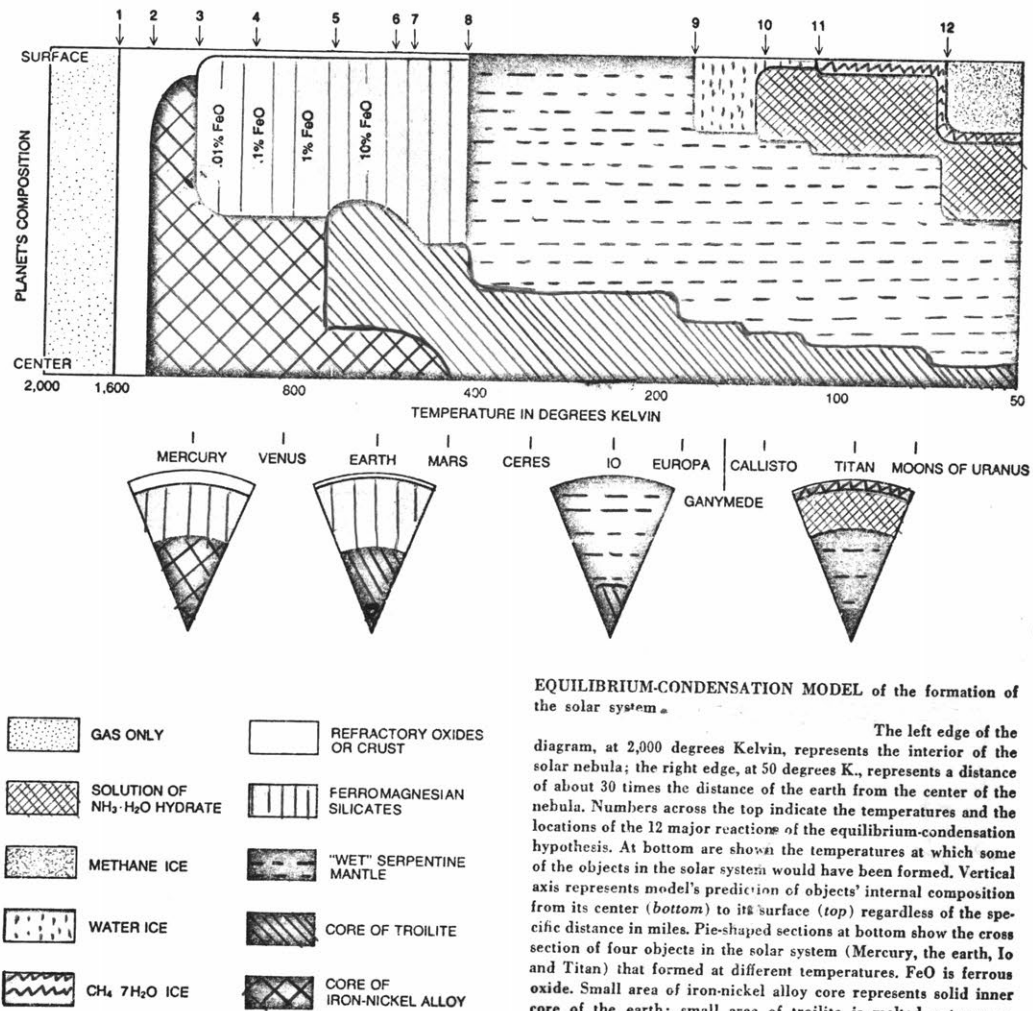 1 2 3 4 5 6 7 8 9 10 11 12
SURFACE
PLANET'S COMPOSITION
.01% FeO
.1% FeO
1% FeO
10% FeO
CENTER
2,000 1,600 800 400 200 100 50
TEMPERATURE IN DEGREES KELVIN
MERCURY VENUS EARTH MARS CERES IO EUROPA CALLISTO TITAN MOONS OF URANUS
GANYMEDE
GAS ONLY
SOLUTION OF
NH₃·H₂O HYDRATE
METHANE ICE
WATER ICE
CH₄ 7H₂O ICE
REFRACTORY OXIDES
OR CRUST
FERROMAGNESIAN
SILICATES
"WET" SERPENTINE
MANTLE
CORE OF TROILITE
CORE OF
IRON-NICKEL ALLOY
EQUILIBRIUM-CONDENSATION MODEL of the formation of
the solar system.
The left edge of the
diagram, at 2,000 degrees Kelvin, represents the interior of the
solar nebula; the right edge, at 50 degrees K., represents a distance
of about 30 times the distance of the earth from the center of the
nebula. Numbers across the top indicate the temperatures and the
locations of the 12 major reactions of the equilibrium-condensation
hypothesis. At bottom are shown the temperatures at which some
of the objects in the solar system would have been formed. Vertical
axis represents model's prediction of objects' internal composition
from its center (bottom) to its surface (top) regardless of the spe-
cific distance in miles. Pie-shaped sections at bottom show the cross
section of four objects in the solar system (Mercury, the earth, Io
and Titan) that formed at different temperatures. FeO is ferrous
oxide. Small area of iron-nickel alloy core represents solid inner
core of the earth; small area of troilite is melted